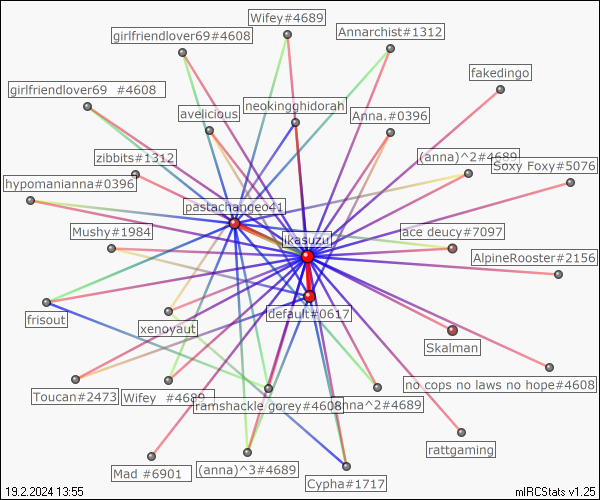 Wifey#4689
girlfriendlover69#4608
Annarchist#1312
fakedingo
girlfriendlover69 #4608
neokingghidorah
avelicious
Anna.#0396
zibbits#1312
(anna)^2#4689
Soxy Foxy#5076
hypomanianna#0396
pastachangeo41
Mushy#1984
ikasuzu
ace deucy#7097
AlpineRooster#2156
frisout
xenoyaut
default#0617
Skalman
Toucan#2473
Wifey #4689
ramshackle gorey#4608
nna^2#4689
no cops no laws no hope#4608
rattgaming
Mad #6901
(anna)^3#4689
Cypha#1717
19.2.2024 13:55
mIRCStats v1.25